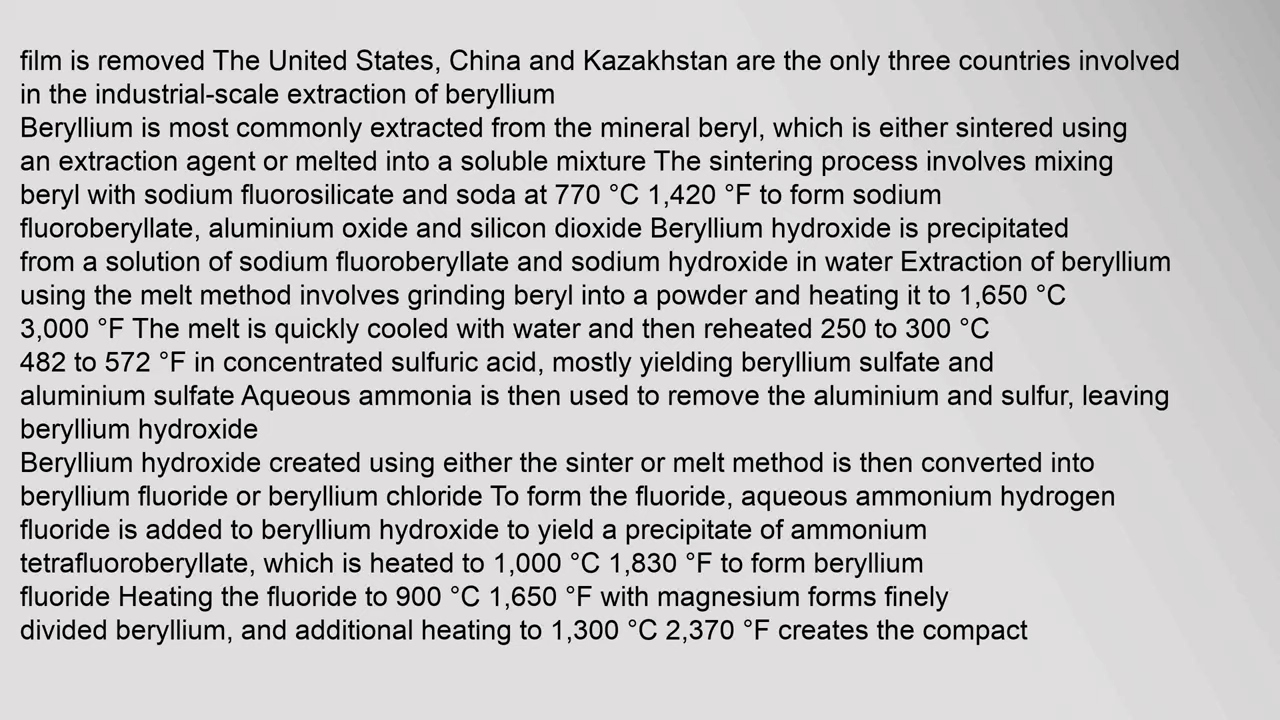 film is removed The United States, China and Kazakhstan are the only three countries involved
in the industrial-scale extraction of beryllium
Beryllium is most commonly extracted from the mineral beryl, which is either sintered using
an extraction agent or melted into a soluble mixture The sintering process involves mixing
beryl with sodium fluorosilicate and soda at 770 °C 1,420 °F to form sodium
fluoroberyllate, aluminium oxide and silicon dioxide Beryllium hydroxide is precipitated
from a solution of sodium fluoroberyllate and sodium hydroxide in water Extraction of beryllium
using the melt method involves grinding beryl into a powder and heating it to 1,650 °C
3,000 °F The melt is quickly cooled with water and then reheated 250 to 300 °C
482 to 572 °F in concentrated sulfuric acid, mostly yielding beryllium sulfate and
aluminium sulfate Aqueous ammonia is then used to remove the aluminium and sulfur, leaving
beryllium hydroxide
Beryllium hydroxide created using either the sinter or melt method is then converted into
beryllium fluoride or beryllium chloride To form the fluoride, aqueous ammonium hydrogen
fluoride is added to beryllium hydroxide to yield a precipitate of ammonium
tetrafluoroberyllate, which is heated to 1,000 °C 1,830 °F to form beryllium
fluoride Heating the fluoride to 900 °C 1,650 °F with magnesium forms finely
divided beryllium, and additional heating to 1,300 °C 2,370 °F creates the compact